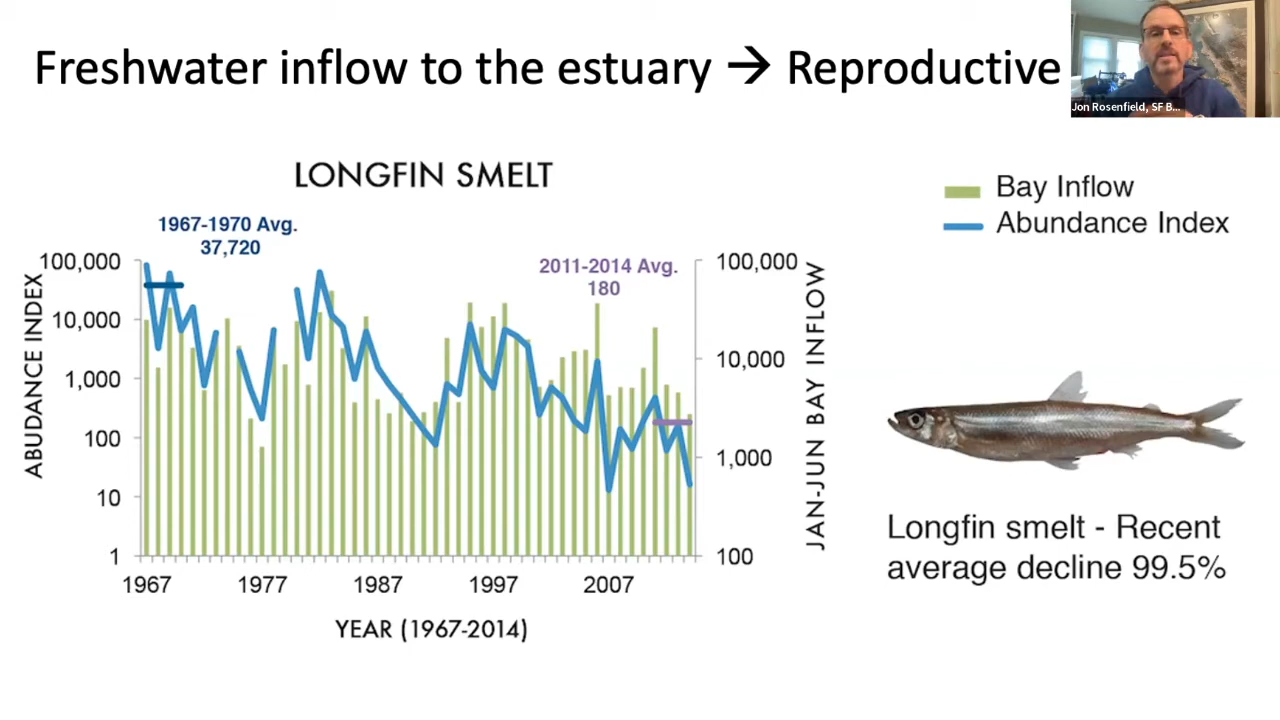 Freshwater inflow to the estuary → Reproductive
Jon Rosenfield, SF B...
LONGFIN SMELT
Bay Inflow
Abundance Index
1967-1970 Avg.
37,720
2011-2014 Avg.
180
ABUDANCE INDEX
100,000
10,000
1,000
100
10
1
100,000
10,000
1,000
100
JAN-JUN BAY INFLOW
1967
1977
1987
1997
2007
YEAR (1967-2014)
Longfin smelt - Recent
average decline 99.5%